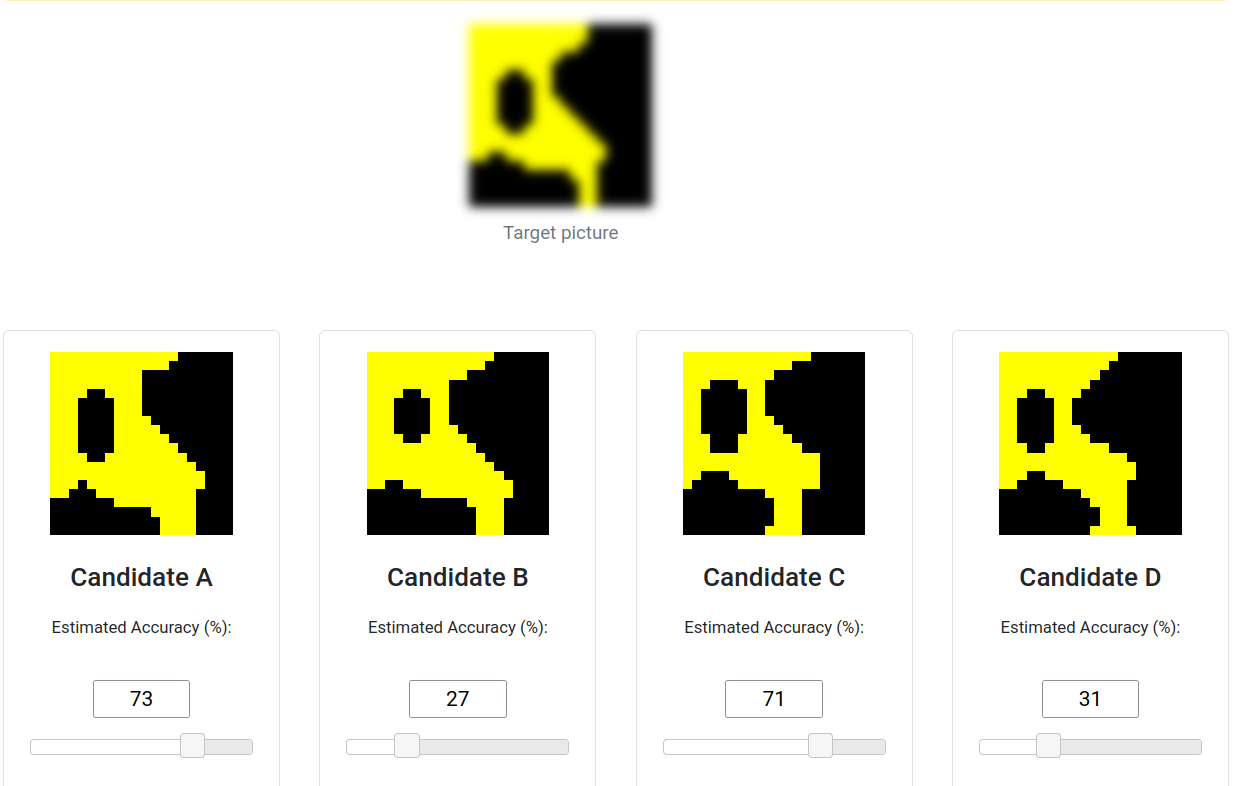 Target picture
Candidate A
Estimated Accuracy (%):
73
Candidate B
Estimated Accuracy (%):
27
Candidate C
Estimated Accuracy (%):
71
Candidate D
Estimated Accuracy (%):
31